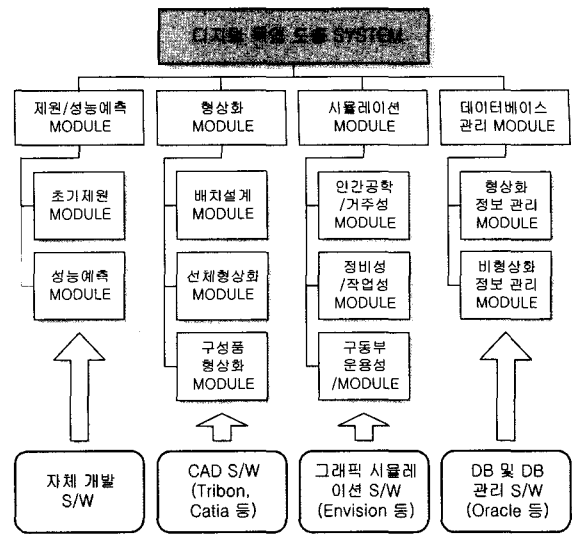 디지털 SYSTEM
제원/성능예측
MODULE
형상화
MODULE
시뮬레이션
MODULE
데이터베이스
관리 MODULE
초기제원
MODULE
배치설계
MODULE
인간공학
/거주성
MODULE
형상화
정보 관리
MODULE
성능예측
MODULE
선체형상화
MODULE
정비성
/작업성
MODULE
비형상화
정보 관리
MODULE
구성품
형상화
MODULE
구동부
운용성
/MODULE
자체 개발
S/W
CAD S/W
(Tribon,
Catia 등)
그래픽 시뮬레
이션 S/W
(Envision 등)
DB 및 DB
관리 S/W
(Oracle 등)